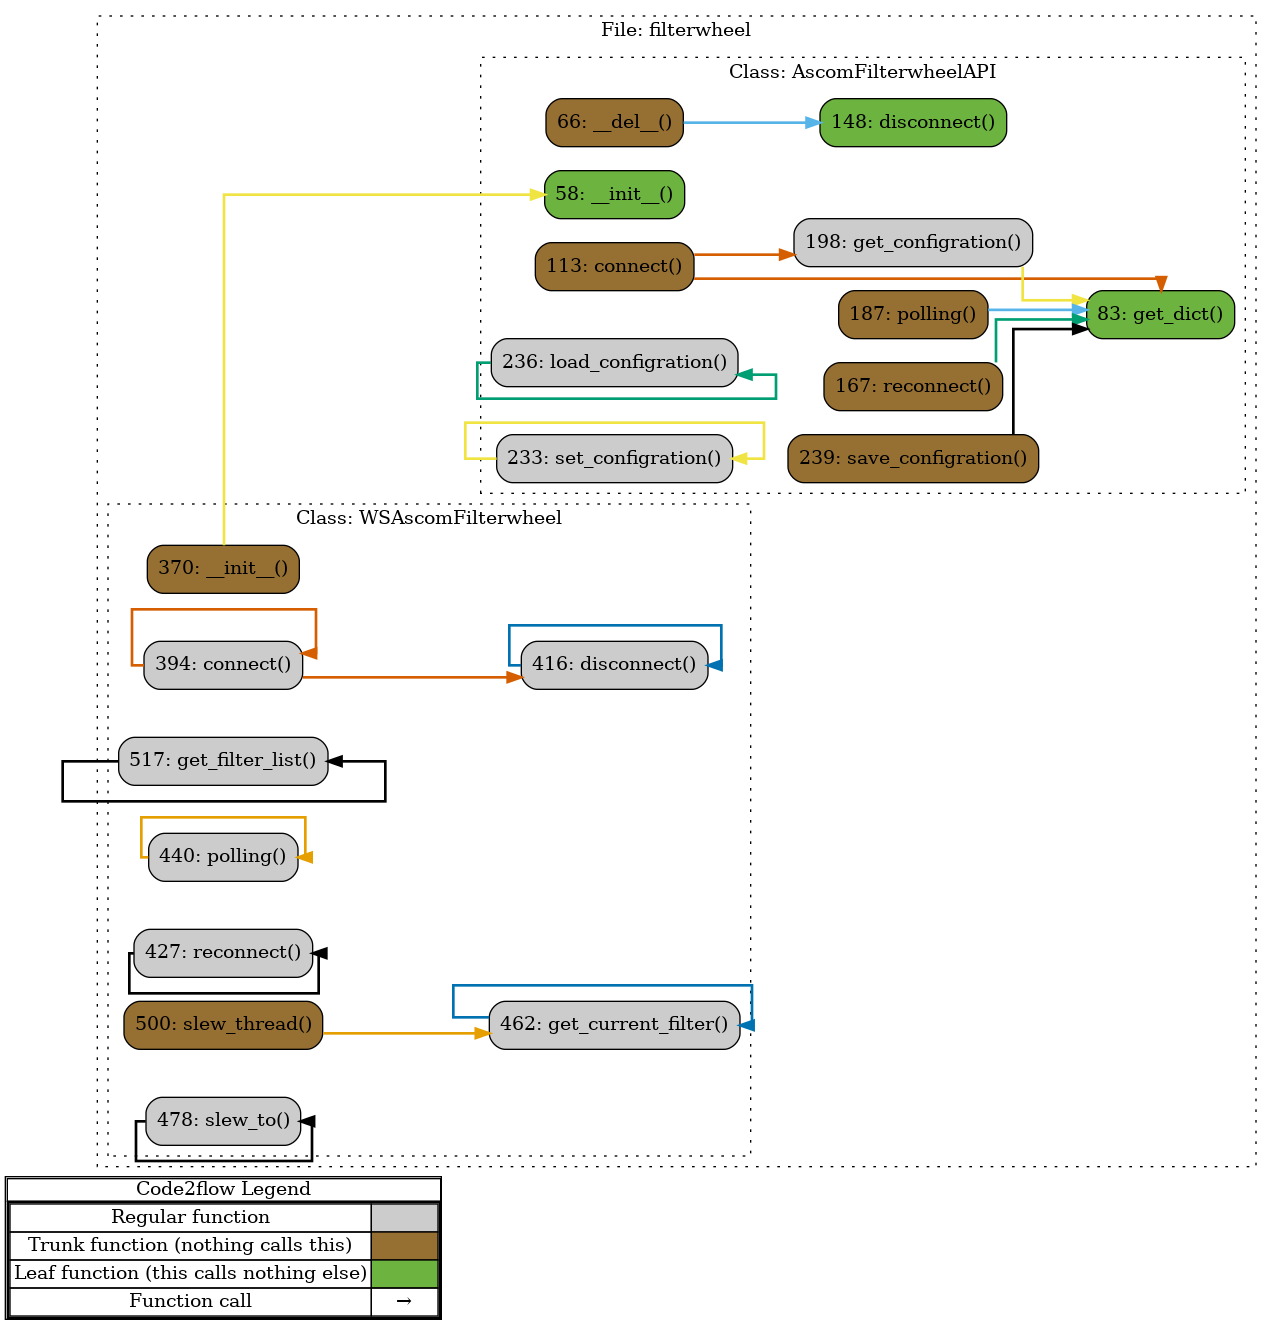 File: filterwheel
Class: AscomFilterwheelAPI
66: __del__()
148: disconnect()
58: __init__()
198: get_configration()
113: connect()
187: polling()
83: get_dict()
236: load_configration()
167: reconnect()
233: set_configration()
239: save_configration()
Class: WSAscomFilterwheel
370: __init__()
394: connect()
416: disconnect()
517: get_filter_list()
440: polling()
427: reconnect()
500: slew_thread()
462: get_current_filter()
478: slew_to()
Code2flow Legend
Regular function
Trunk function (nothing calls this)
Leaf function (this calls nothing else)
Function call →